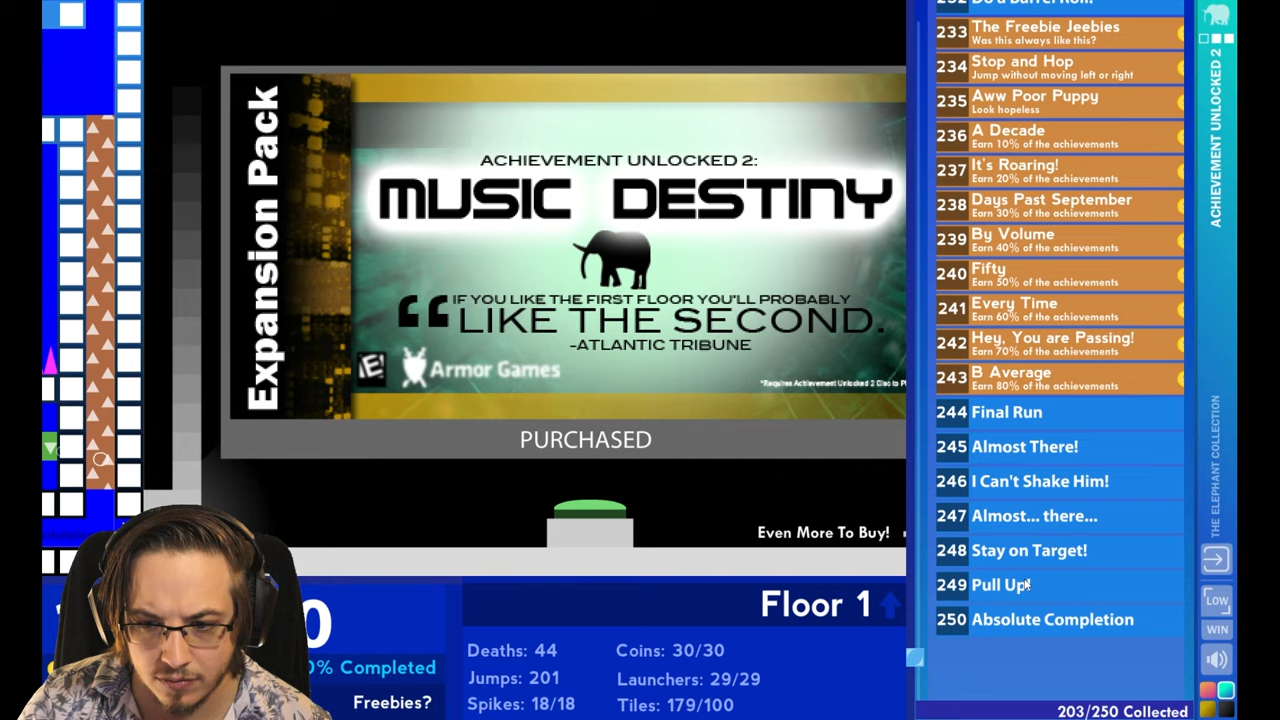 Expansion Pack
ACHIEVEMENT UNLOCKED 2:
MUSIC DESTINY
“IF YOU LIKE THE FIRST FLOOR YOU'LL PROBABLY
LIKE THE SECOND.
-ATLANTIC TRIBUNE
E!
Armor Games
*Requires Achievement Unlocked 2 Disc to Pl
PURCHASED
Even More To Buy!
0
0% Completed
Freebies?
Floor 1
Deaths: 44
Coins: 30/30
Jumps: 201
Launchers: 29/29
Spikes: 18/18
Tiles: 179/100
233 The Freebie Jeebies
Was this always like this?
234 Stop and Hop
Jump without moving left or right
235 Aww Poor Puppy
Look hopeless
236 A Decade
Earn 10% of the achievements
237 It's Roaring!
Earn 20% of the achievements
238 Days Past September
Earn 30% of the achievements
239 By Volume
Earn 40% of the achievements
240 Fifty
Earn 50% of the achievements
241 Every Time
Earn 60% of the achievements
242 Hey, You are Passing!
Earn 70% of the achievements
243 B Average
Earn 80% of the achievements
244 Final Run
245 Almost There!
246 I Can't Shake Him!
247 Almost... there...
248 Stay on Target!
249 Pull Up!
250 Absolute Completion
203/250 Collected
ACHIEVEMENT UNLOCKED 2
THE ELEPHANT COLLECTION
LOW
WIN